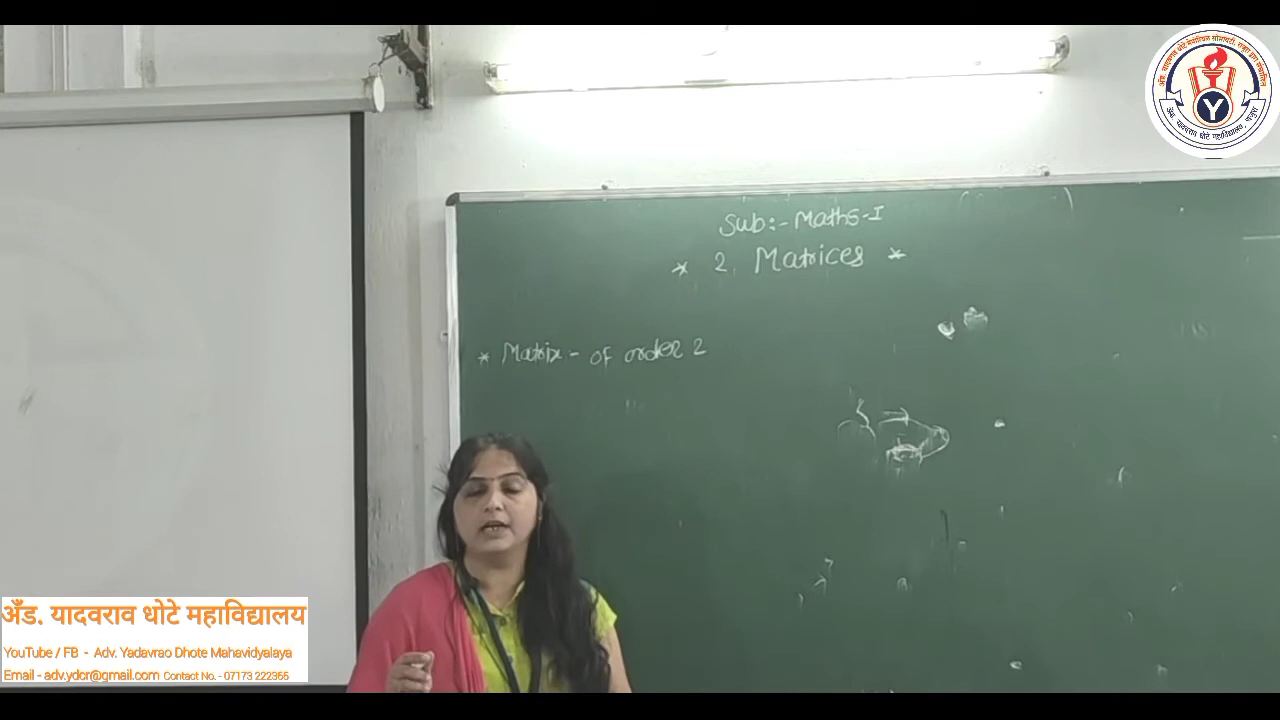 Sub:- Maths-I
* 2. Matrices *
* Matrix - of order 2
Y
अँड. यादवराव धोटे महाविद्यालय
YouTube / FB - Adv. Yadavrao Dhote Mahavidyalaya
Email - adv.ydcr@gmail.com Contact No. - 07173 222365